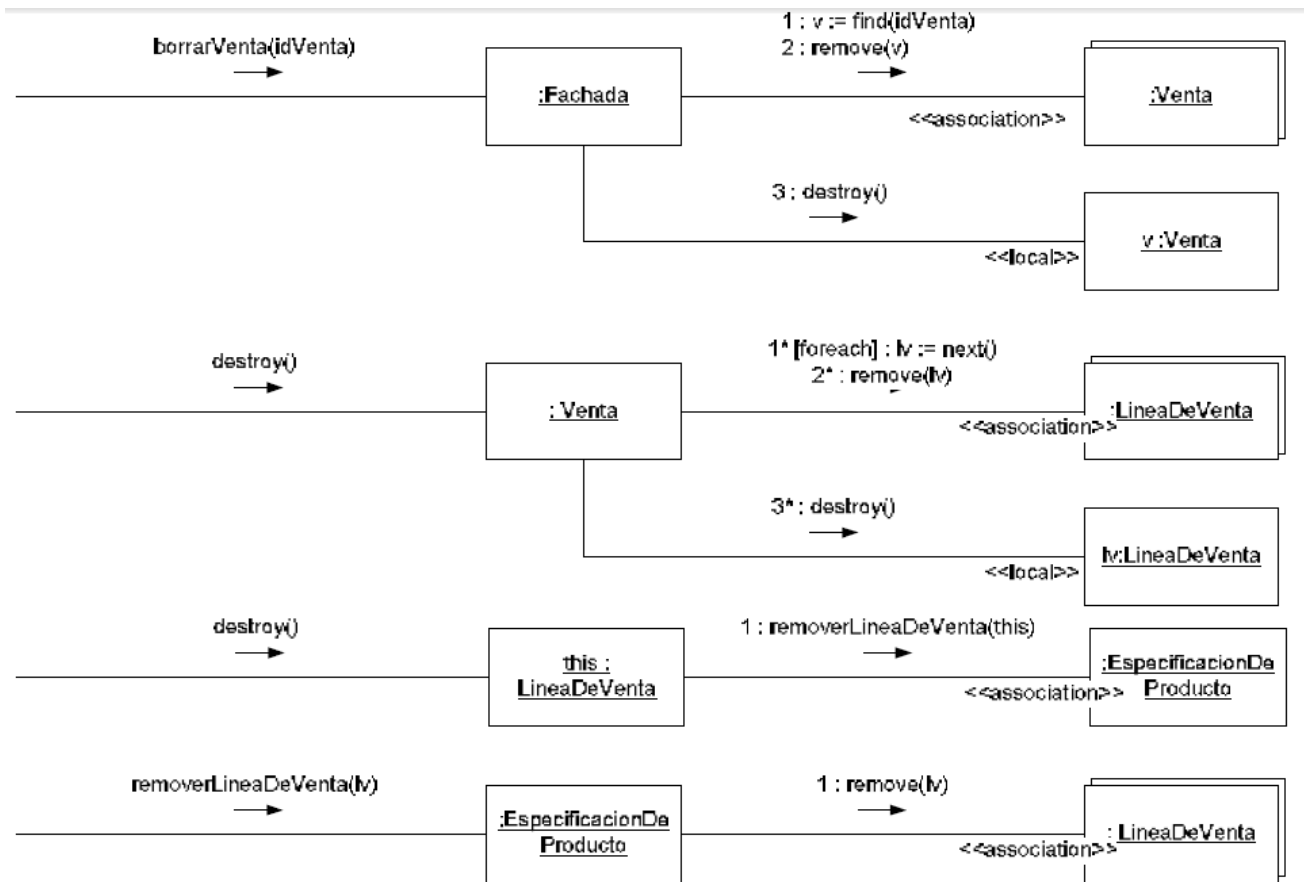 borrarVenta(idVenta)
:Fachada
1 : v := find(idVenta)
2 : remove(v)
<<association>>
:Venta
3 : destroy()
<<local>>
v :Venta
destroy()
: Venta
1* [foreach] : lv := next()
2* : remove(lv)
<<association>>
:LineaDeVenta
3* : destroy()
<<local>>
lv:LineaDeVenta
destroy()
this :
LineaDeVenta
1 : removerLineaDeVenta(this)
<<association>>
:EspecificacionDe
Producto
removerLineaDeVenta(lv)
:EspecificacionDe
Producto
1 : remove(lv)
<<association>>
: LineaDeVenta